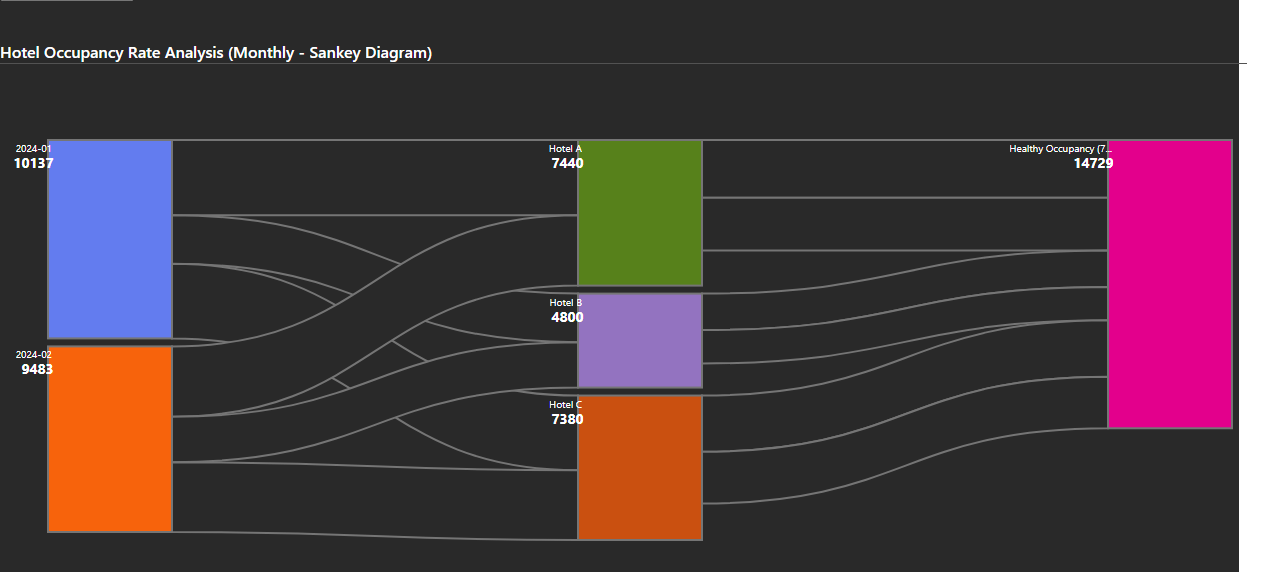 Hotel Occupancy Rate Analysis (Monthly - Sankey Diagram)
2024-01
10137
Hotel A
7440
Healthy Occupancy (7...
14729
Hotel B
4800
2024-02
9483
Hotel C
7380